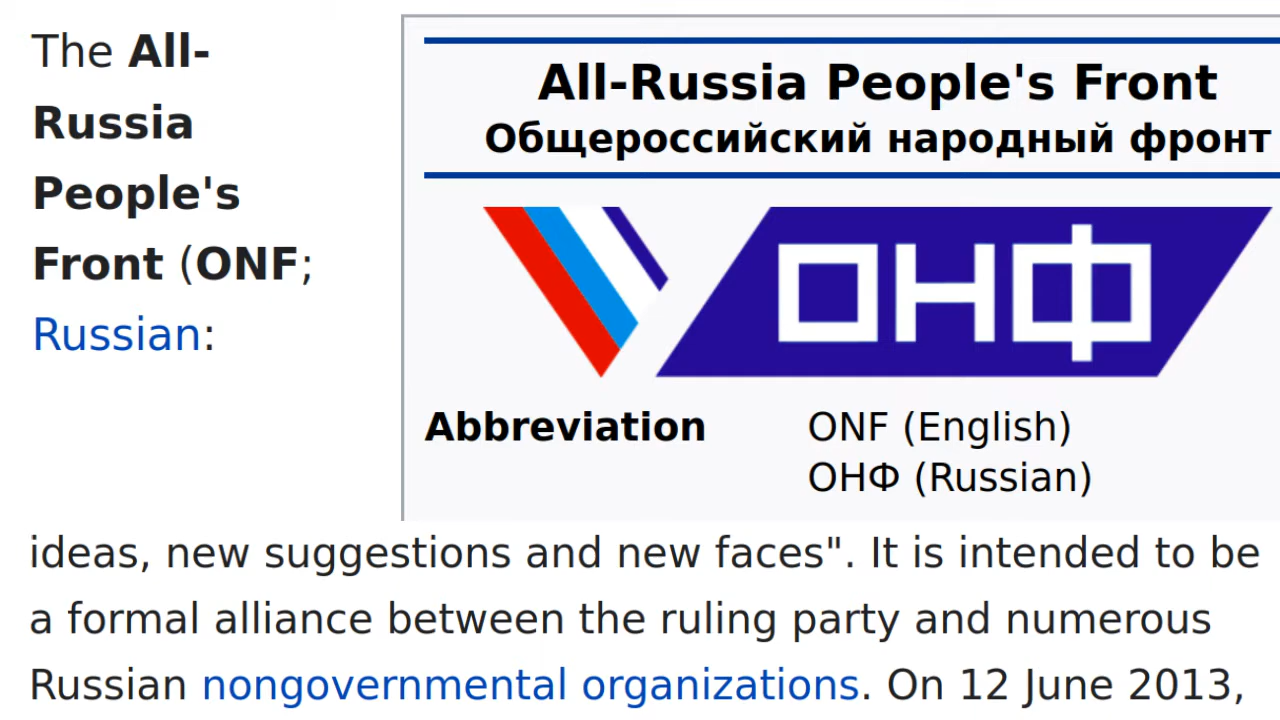 The All-
Russia
People's
Front (ONF;
Russian:
All-Russia People's Front
Общероссийский народный фронт
ОНФ
Abbreviation ONF (English)
ОНФ (Russian)
ideas, new suggestions and new faces". It is intended to be
a formal alliance between the ruling party and numerous
Russian nongovernmental organizations. On 12 June 2013,